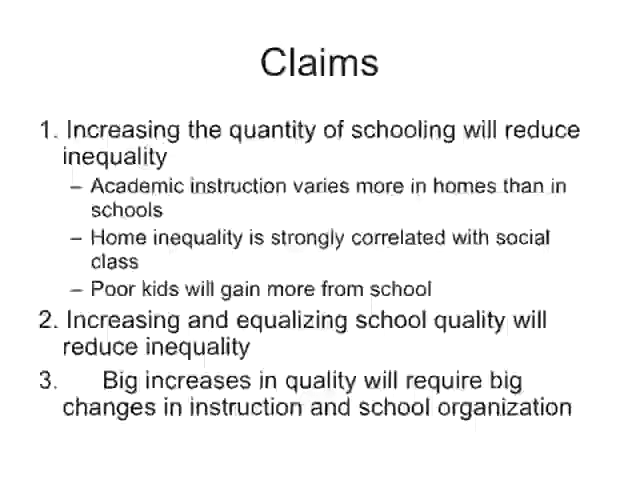 Claims
1. Increasing the quantity of schooling will reduce
inequality
– Academic instruction varies more in homes than in
schools
– Home inequality is strongly correlated with social
class
– Poor kids will gain more from school
2. Increasing and equalizing school quality will
reduce inequality
3. Big increases in quality will require big
changes in instruction and school organization